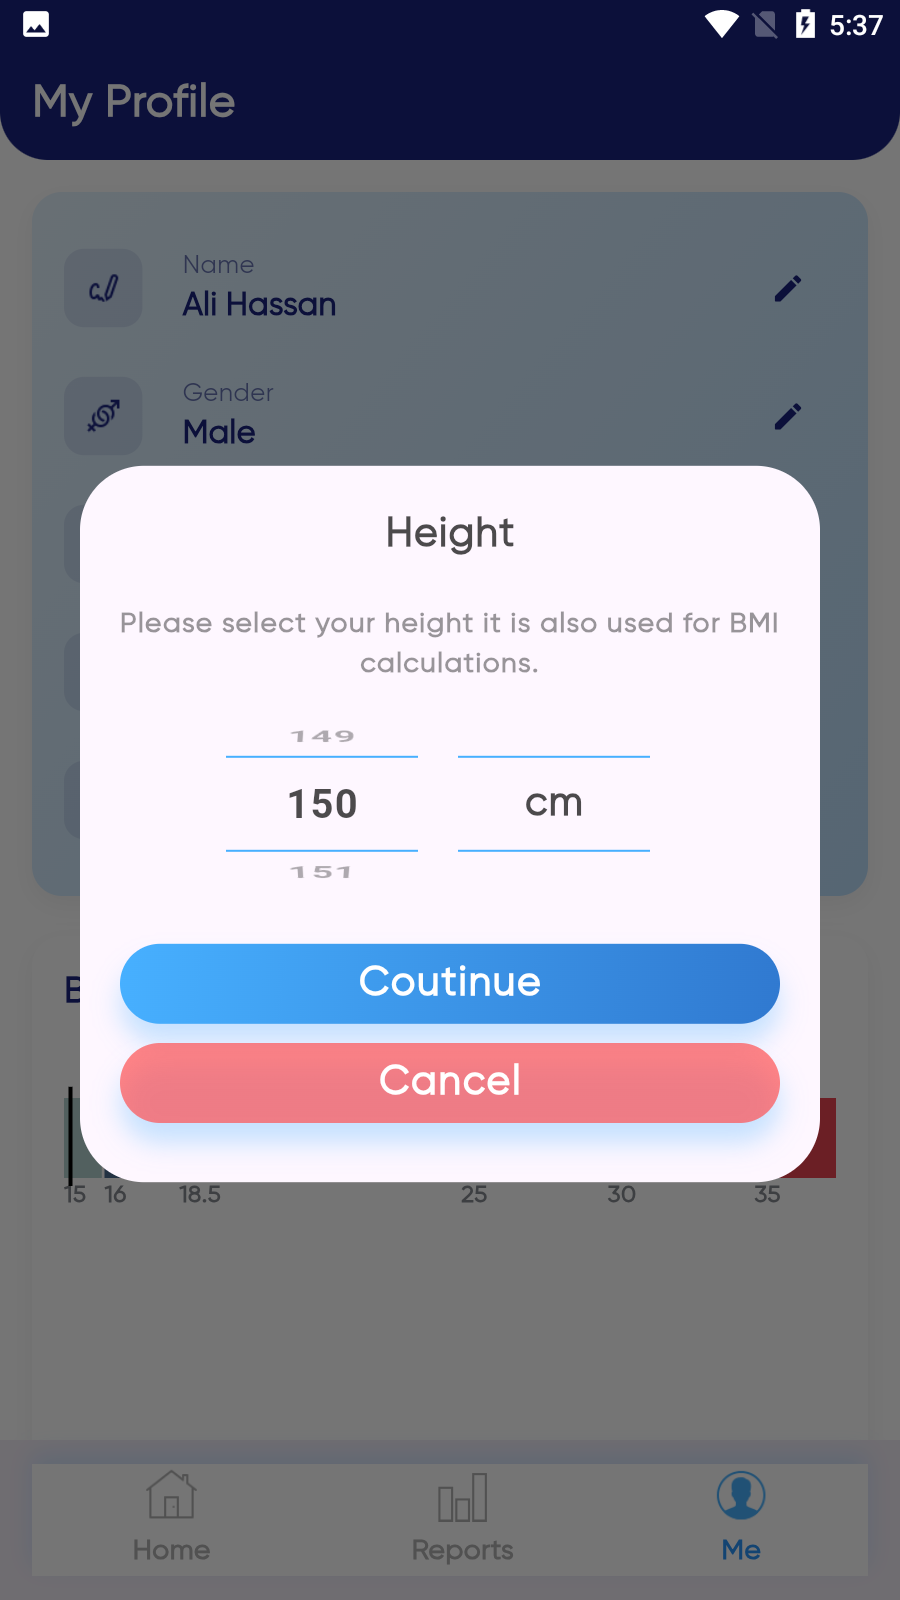 5:37
My Profile
Name
Ali Hassan
Gender
Male
Height
Please select your height it is also used for BMI
calculations.
149
150 cm
151
Coutinue
Cancel
15 16 18.5 25 30 35
Home Reports Me